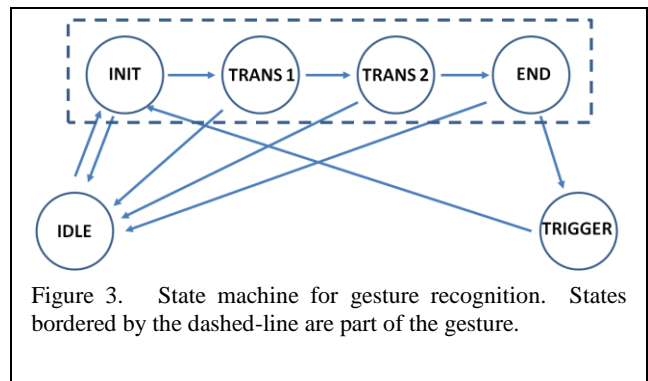 INIT TRANS 1 TRANS 2 END
IDLE TRIGGER
Figure 3. State machine for gesture recognition. States
bordered by the dashed-line are part of the gesture.